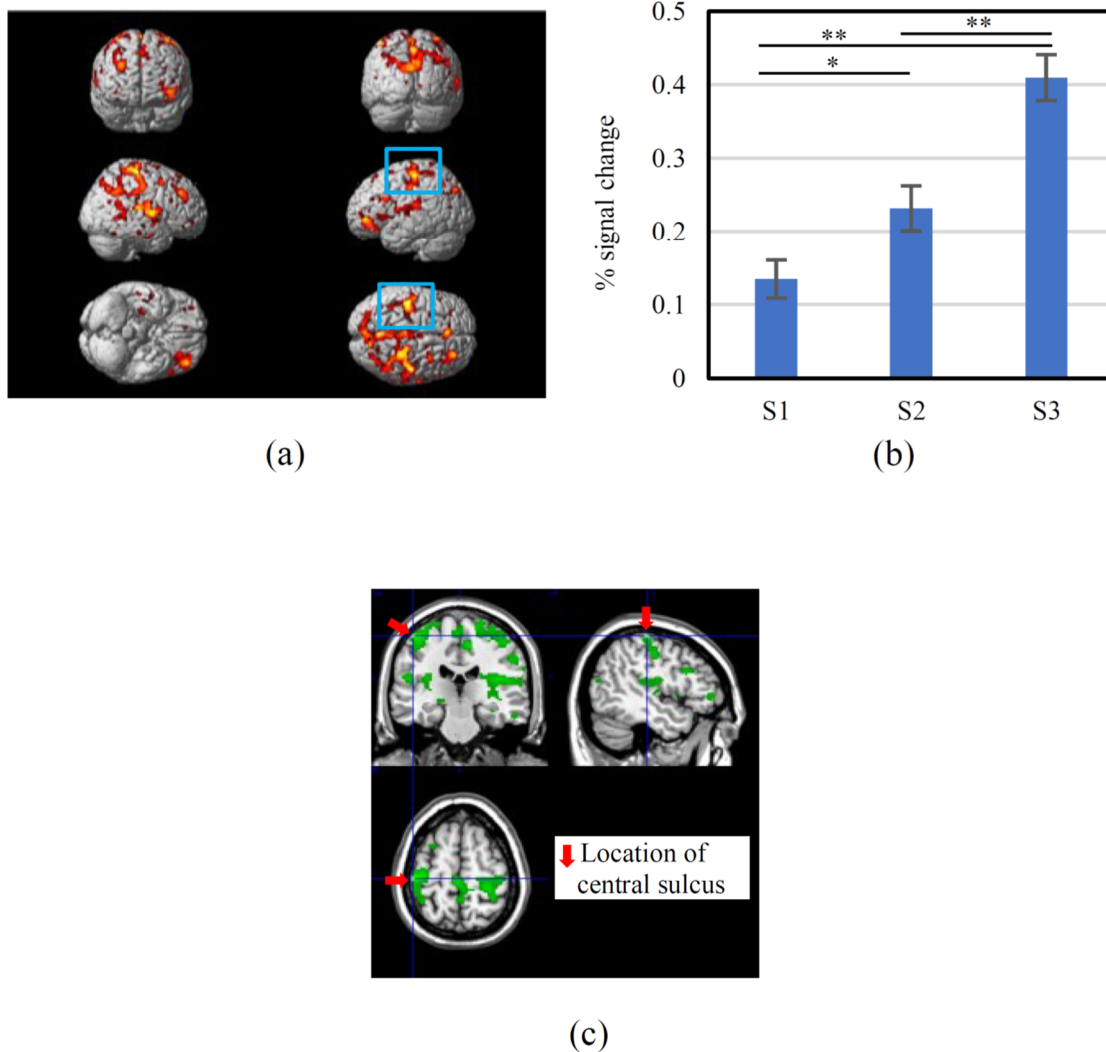 (a)
0.5
0.4
0.3
0.2
0.1
0
% signal change
**
**
*
S1 S2 S3
(b)
Location of
central sulcus
(c)